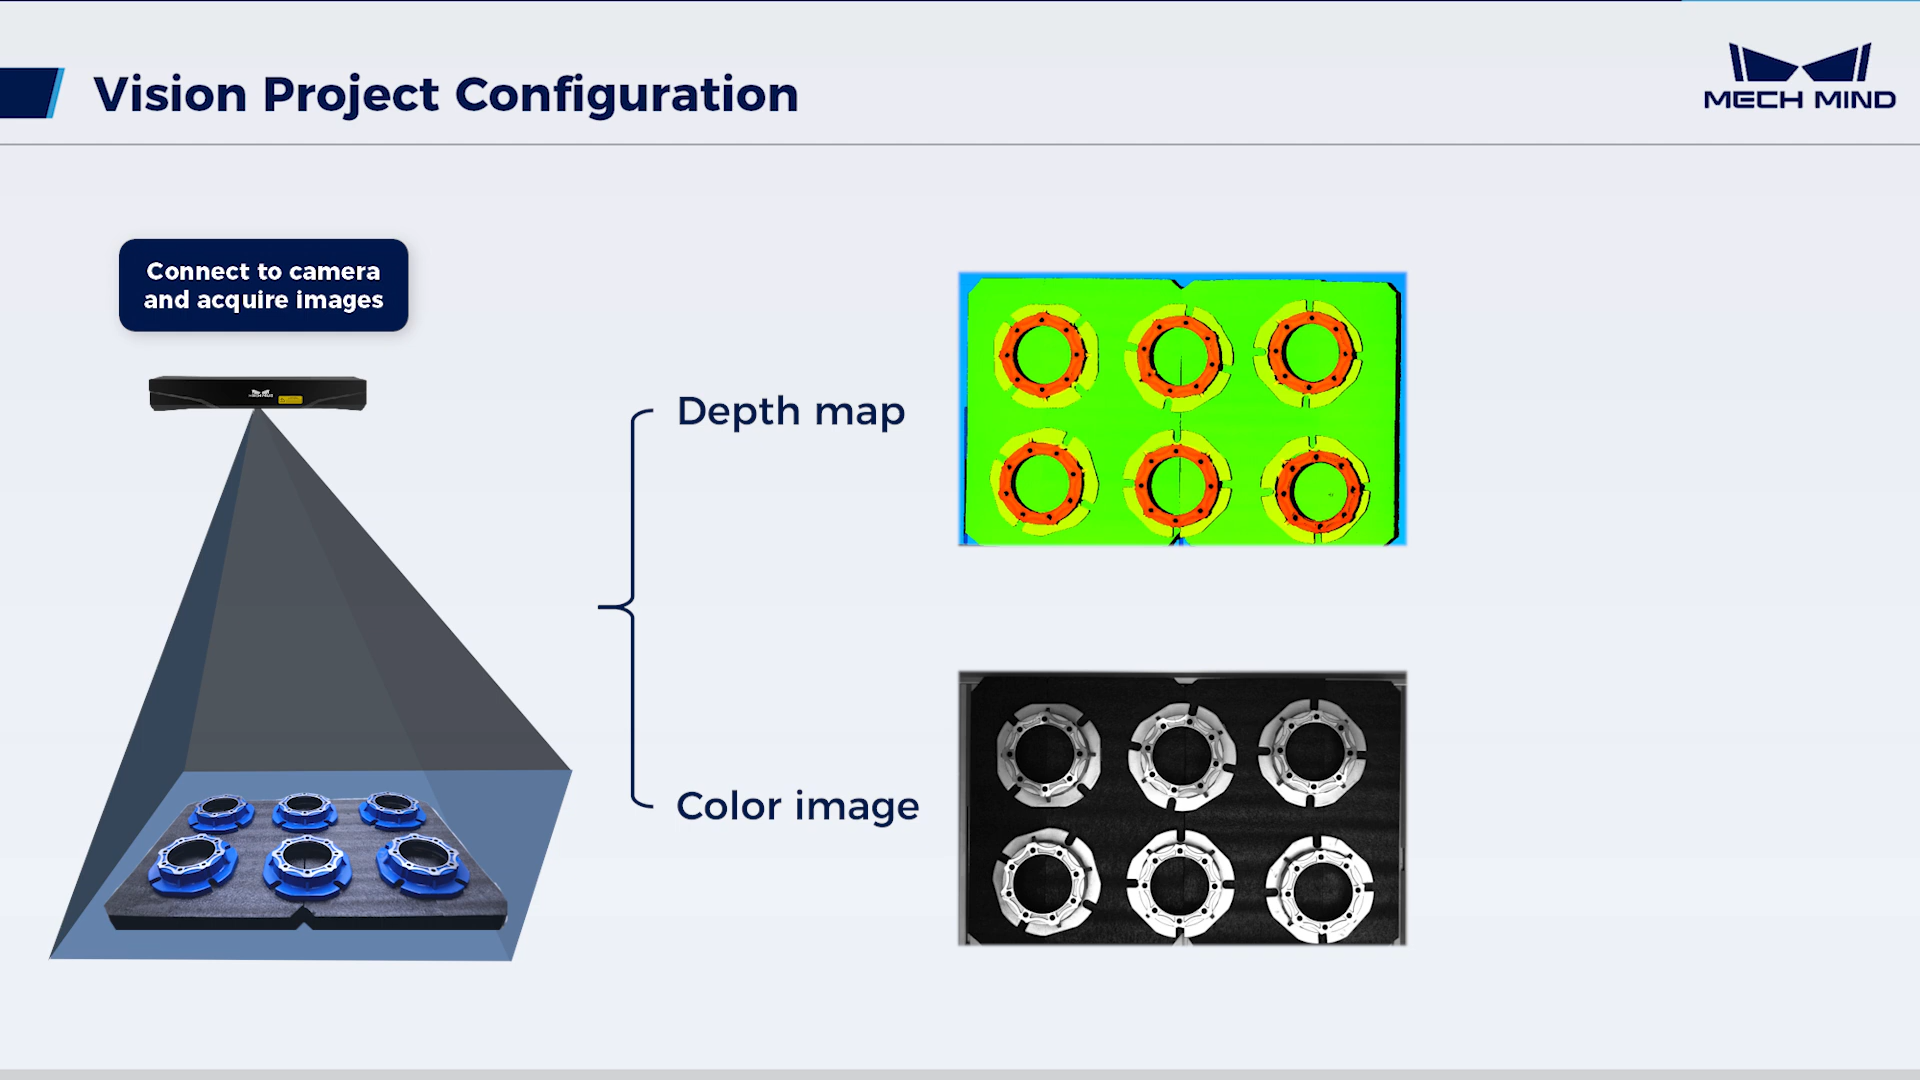 Vision Project Configuration
MECH MIND
Connect to camera
and acquire images
Depth map
Color image